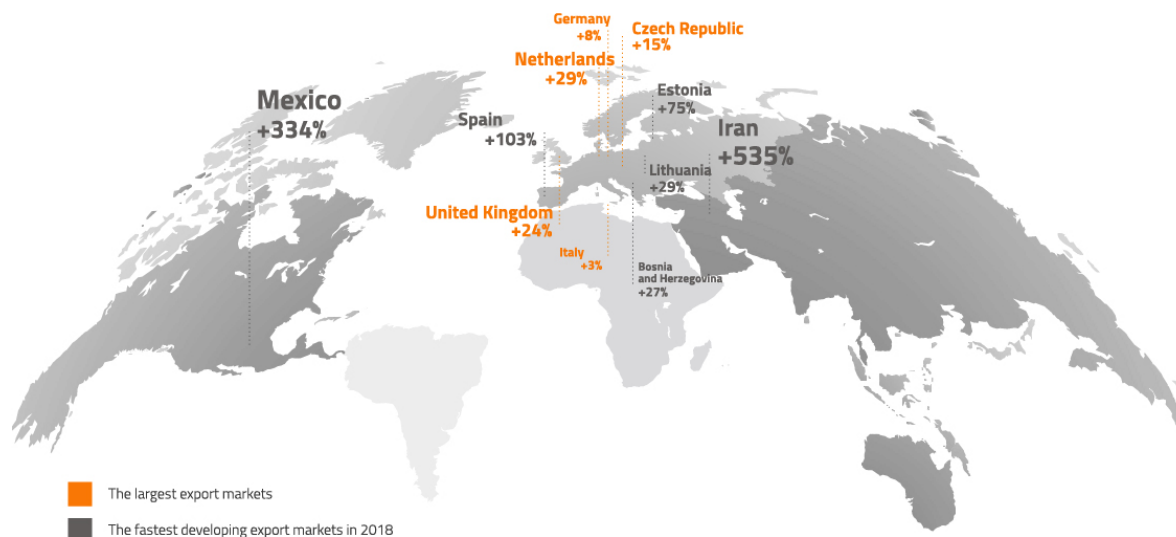 Germany
+8%
Czech Republic
+15%
Netherlands
+29%
Mexico
+334%
Spain
+103%
Estonia
+75%
Iran
+535%
Lithuania
+29%
United Kingdom
+24%
Italy
+3%
Bosnia
and Herzegovina
+27%
The largest export markets
The fastest developing export markets in 2018